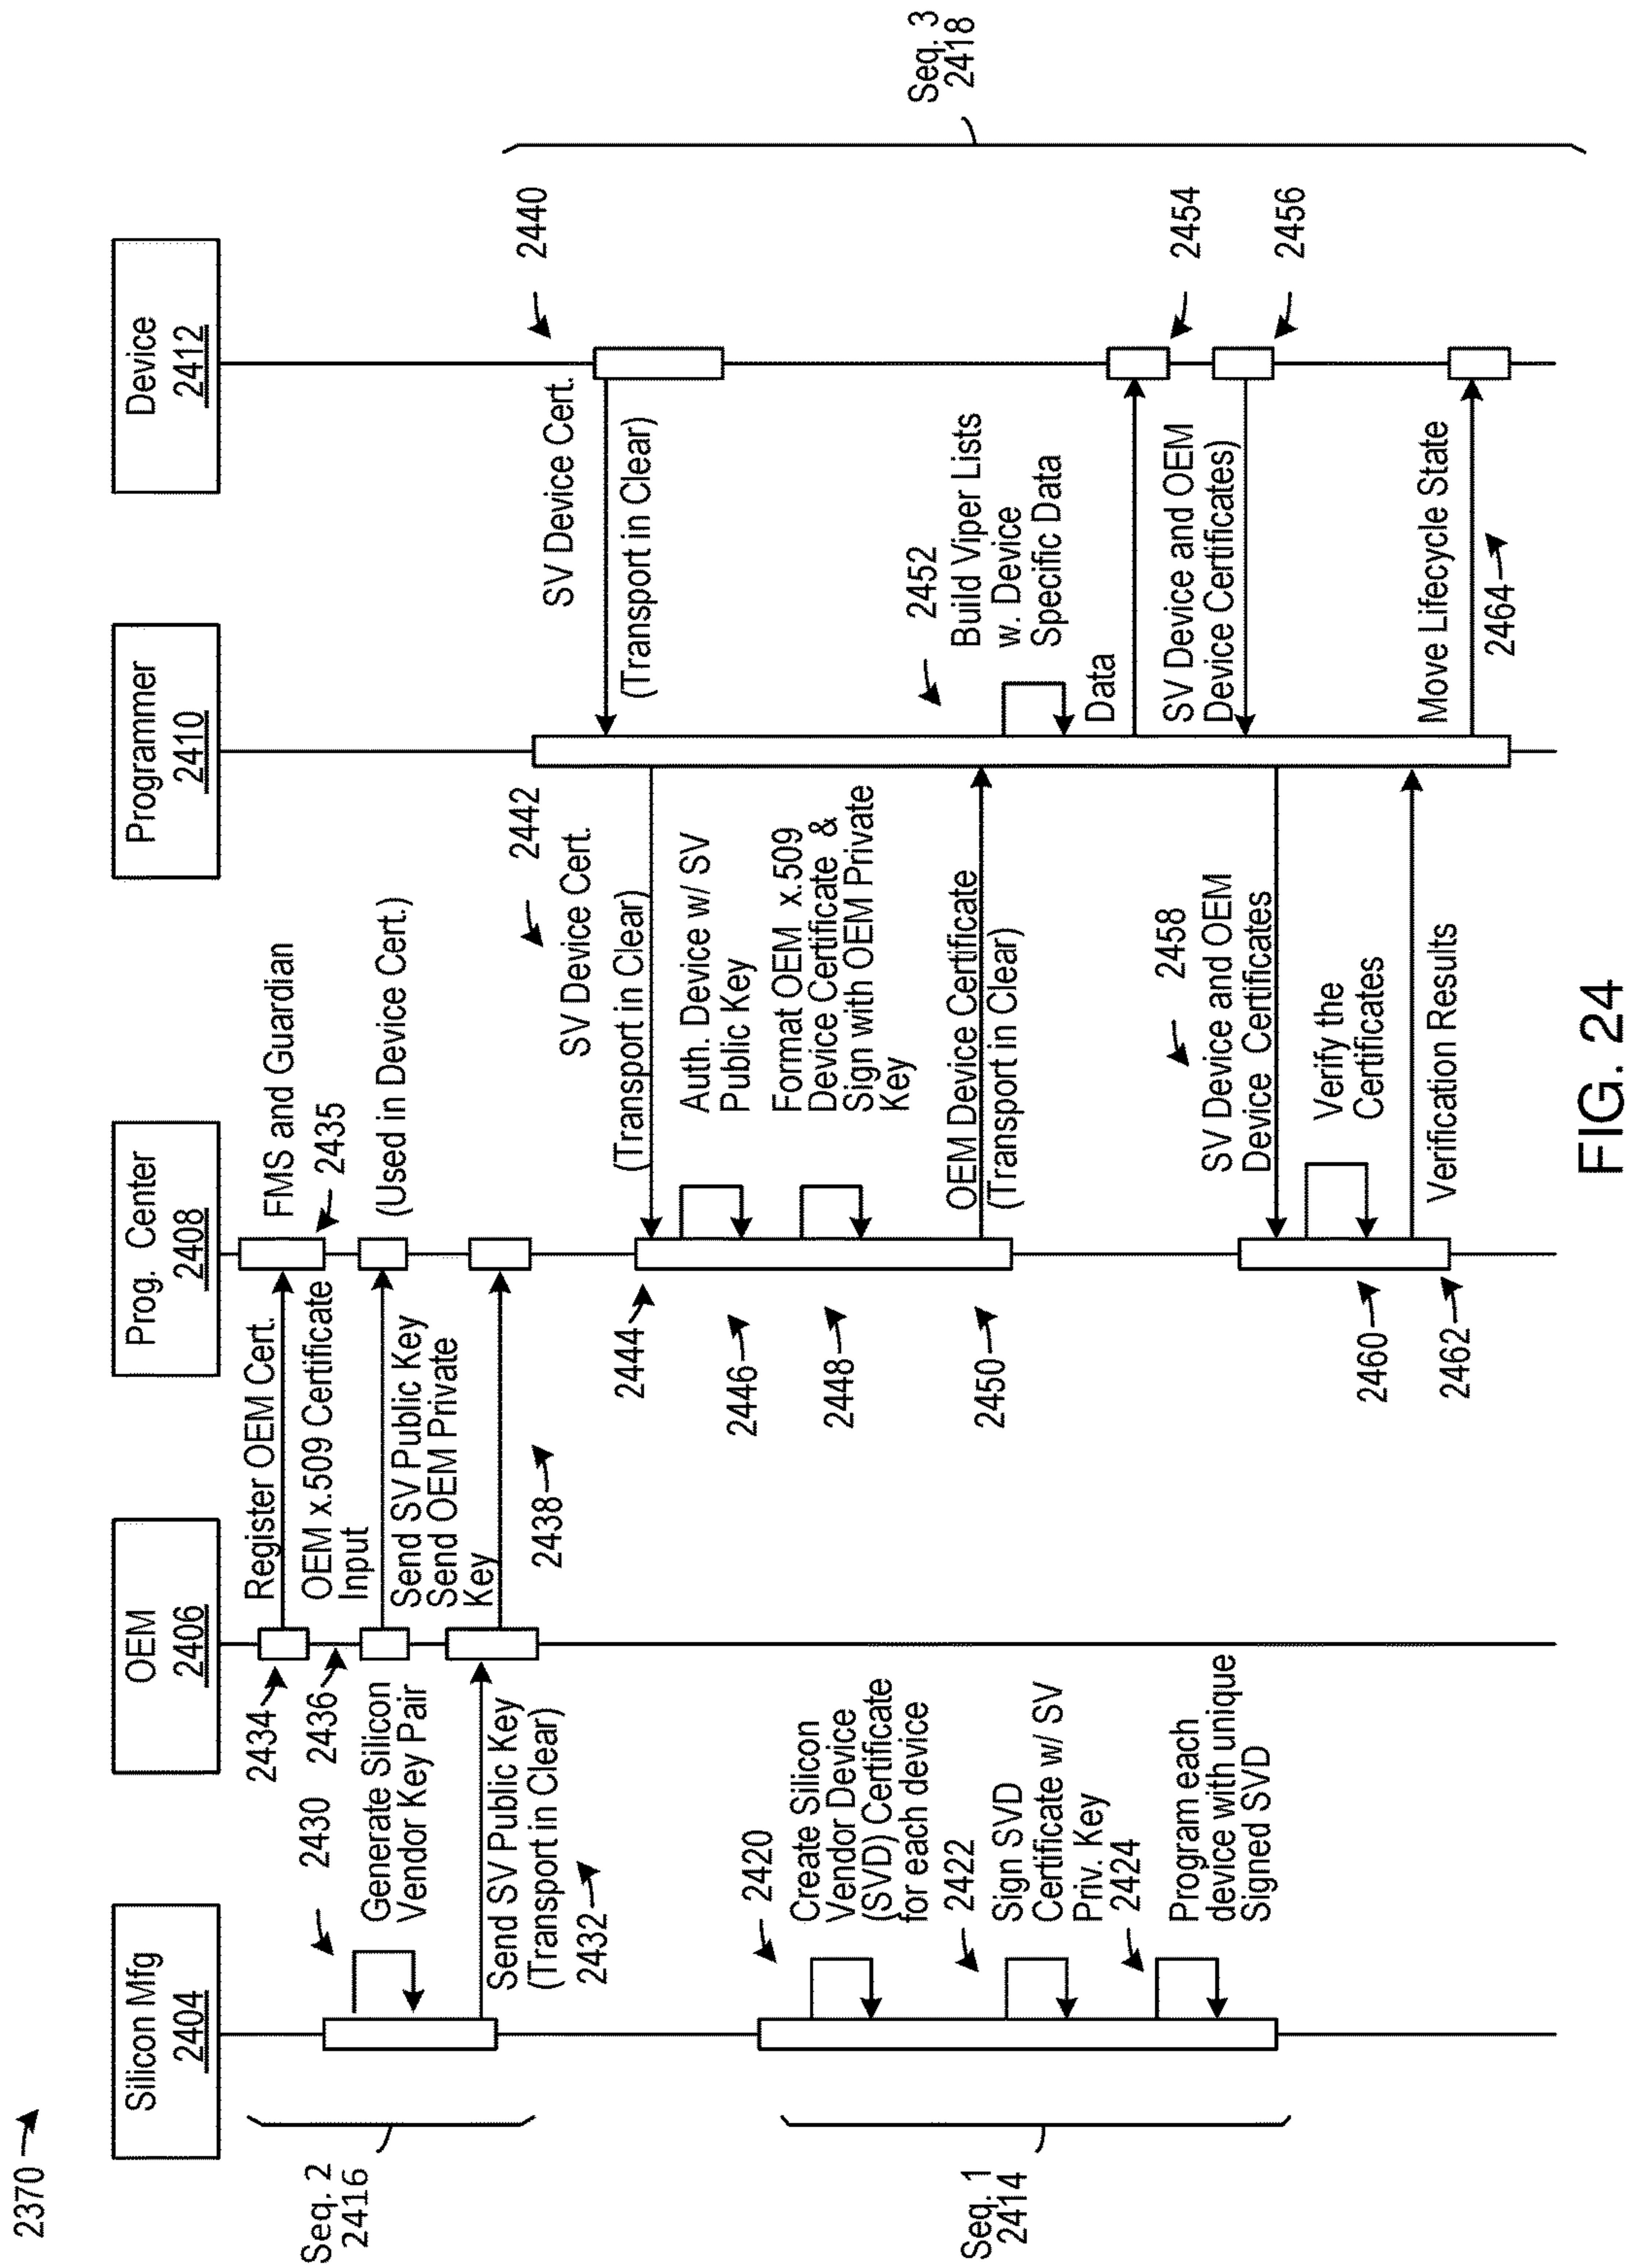 2370
Silicon Mfg
2404
OEM
2406
Prog. Center
2408
Programmer
2410
Device
2412
Seq. 2
2416
2430
Generate Silicon
Vendor Key Pair
Send SV Public Key
(Transport in Clear)
2432
2434
2436
Register OEM Cert.
OEM x.509 Certificate
Input
Send SV Public Key
Send OEM Private
Key
2438
FMS and Guardian
2435
(Used in Device Cert.)
Seq. 1
2414
2420
Create Silicon
Vendor Device
(SVD) Certificate
for each device
2422
Sign SVD
Certificate w/ SV
Priv. Key
2424
Program each
device with unique
Signed SVD
Seq. 3
2418
2440
SV Device Cert.
(Transport in Clear)
2442
SV Device Cert.
(Transport in Clear)
2444
2446
Auth. Device w/ SV
Public Key
2448
Format OEM x.509
Device Certificate &
Sign with OEM Private
Key
2450
OEM Device Certificate
(Transport in Clear)
2452
Build Viper Lists
w. Device
Specific Data
Data
2454
SV Device and OEM
Device Certificates)
2456
2458
SV Device and OEM
Device Certificates
2460
Verify the
Certificates
2462
Verification Results
Move Lifecycle State
2464
FIG. 24